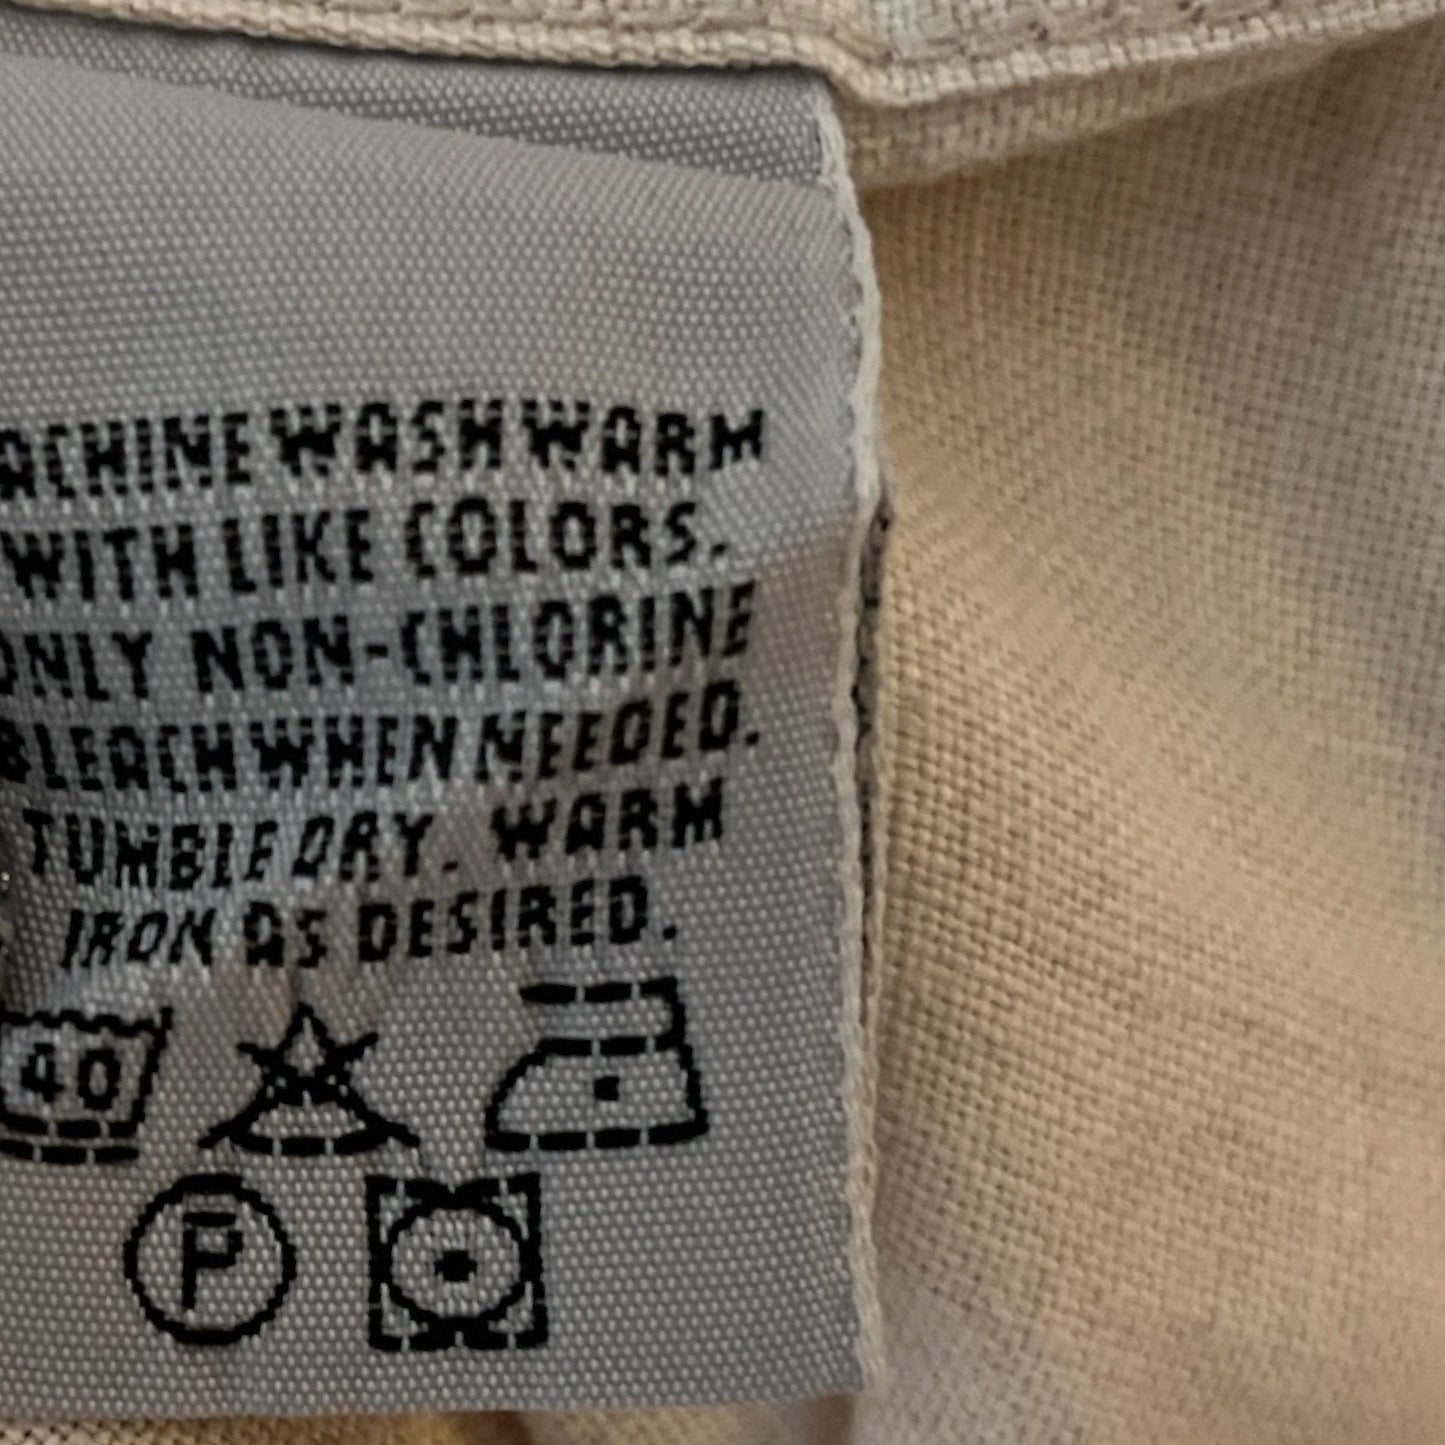 ACHINE WASH WARM
WITH LIKE COLORS.
ONLY NON-CHLORINE
BLEACH WHEN NEEDED.
TUMBLE DRY. WARM
IRON AS DESIRED.
40
P